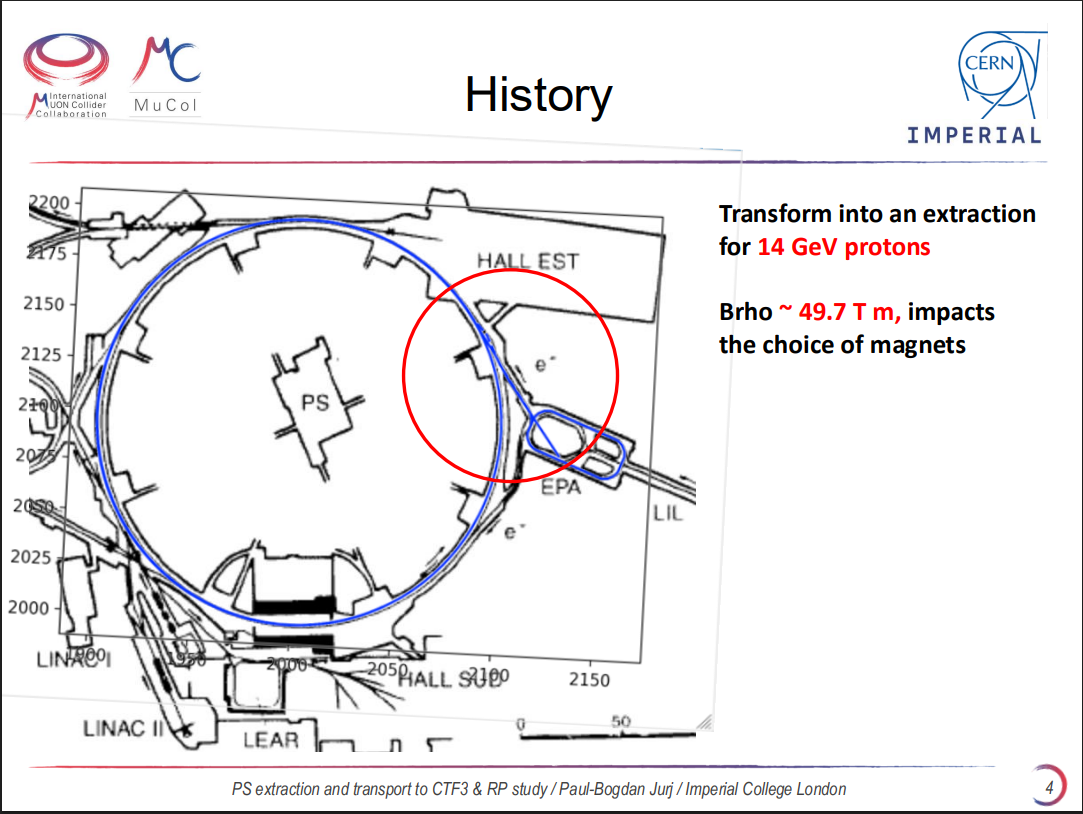 International
MUON Collider
Collaboration
MuCol
History
CERN
IMPERIAL
Transform into an extraction
for 14 GeV protons
Brho ~ 49.7 T m, impacts
the choice of magnets
2200
2175
2150
2125
2100
2075
2050
2025
2000
1900
1950
2000
2050
2100
2150
HALL EST
e-
PS
EPA
LIL
e-
LINAC I
HALL SUD
LINAC II
LEAR
0 50
PS extraction and transport to CTF3 & RP study / Paul-Bogdan Jurj / Imperial College London
4